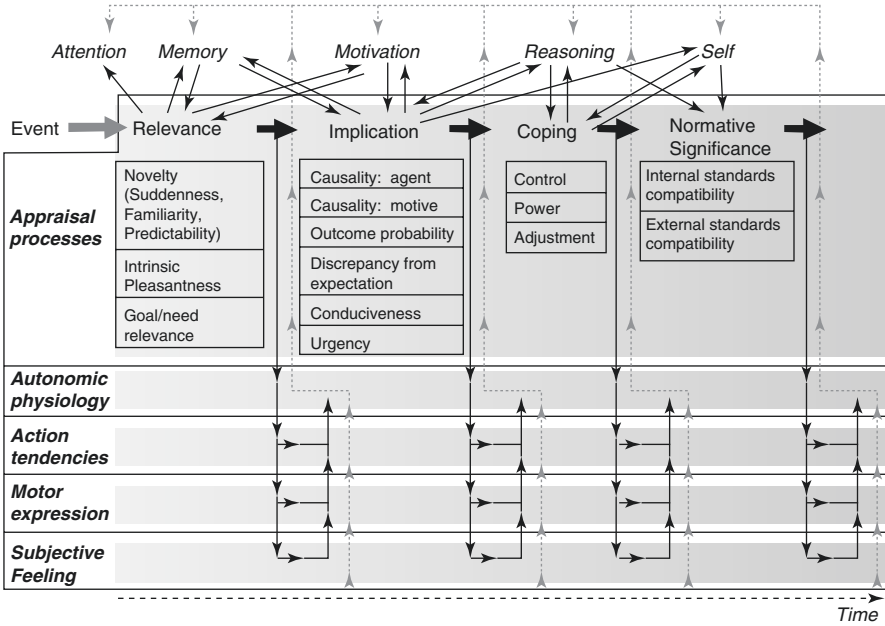 Attention
Memory
Motivation
Reasoning
Self
Event
Relevance
Implication
Coping
Normative
Significance
Appraisal
processes
Novelty
(Suddenness,
Familiarity,
Predictability)
Intrinsic
Pleasantness
Goal/need
relevance
Causality: agent
Causality: motive
Outcome probability
Discrepancy from
expectation
Conduciveness
Urgency
Control
Power
Adjustment
Internal standards
compatibility
External standards
compatibility
Autonomic
physiology
Action
tendencies
Motor
expression
Subjective
Feeling
Time